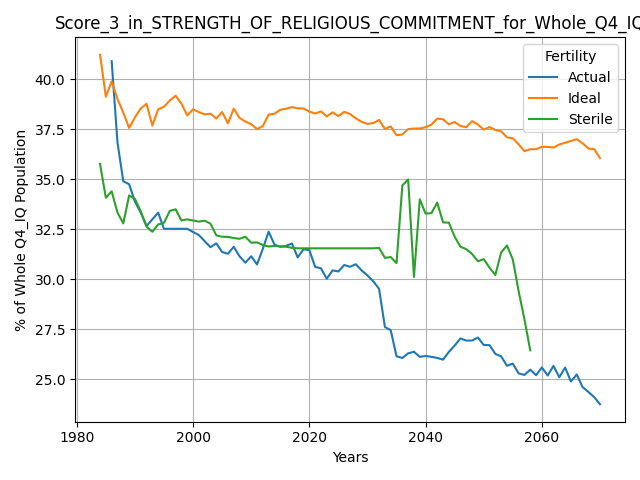 Score_3_in_STRENGTH_OF_RELIGIOUS_COMMITMENT_for_Whole_Q4_IQ
Fertility
Actual
Ideal
Sterile
40.0
37.5
35.0
32.5
30.0
27.5
25.0
% of Whole Q4_IQ Population
1980 2000 2020 2040 2060
Years